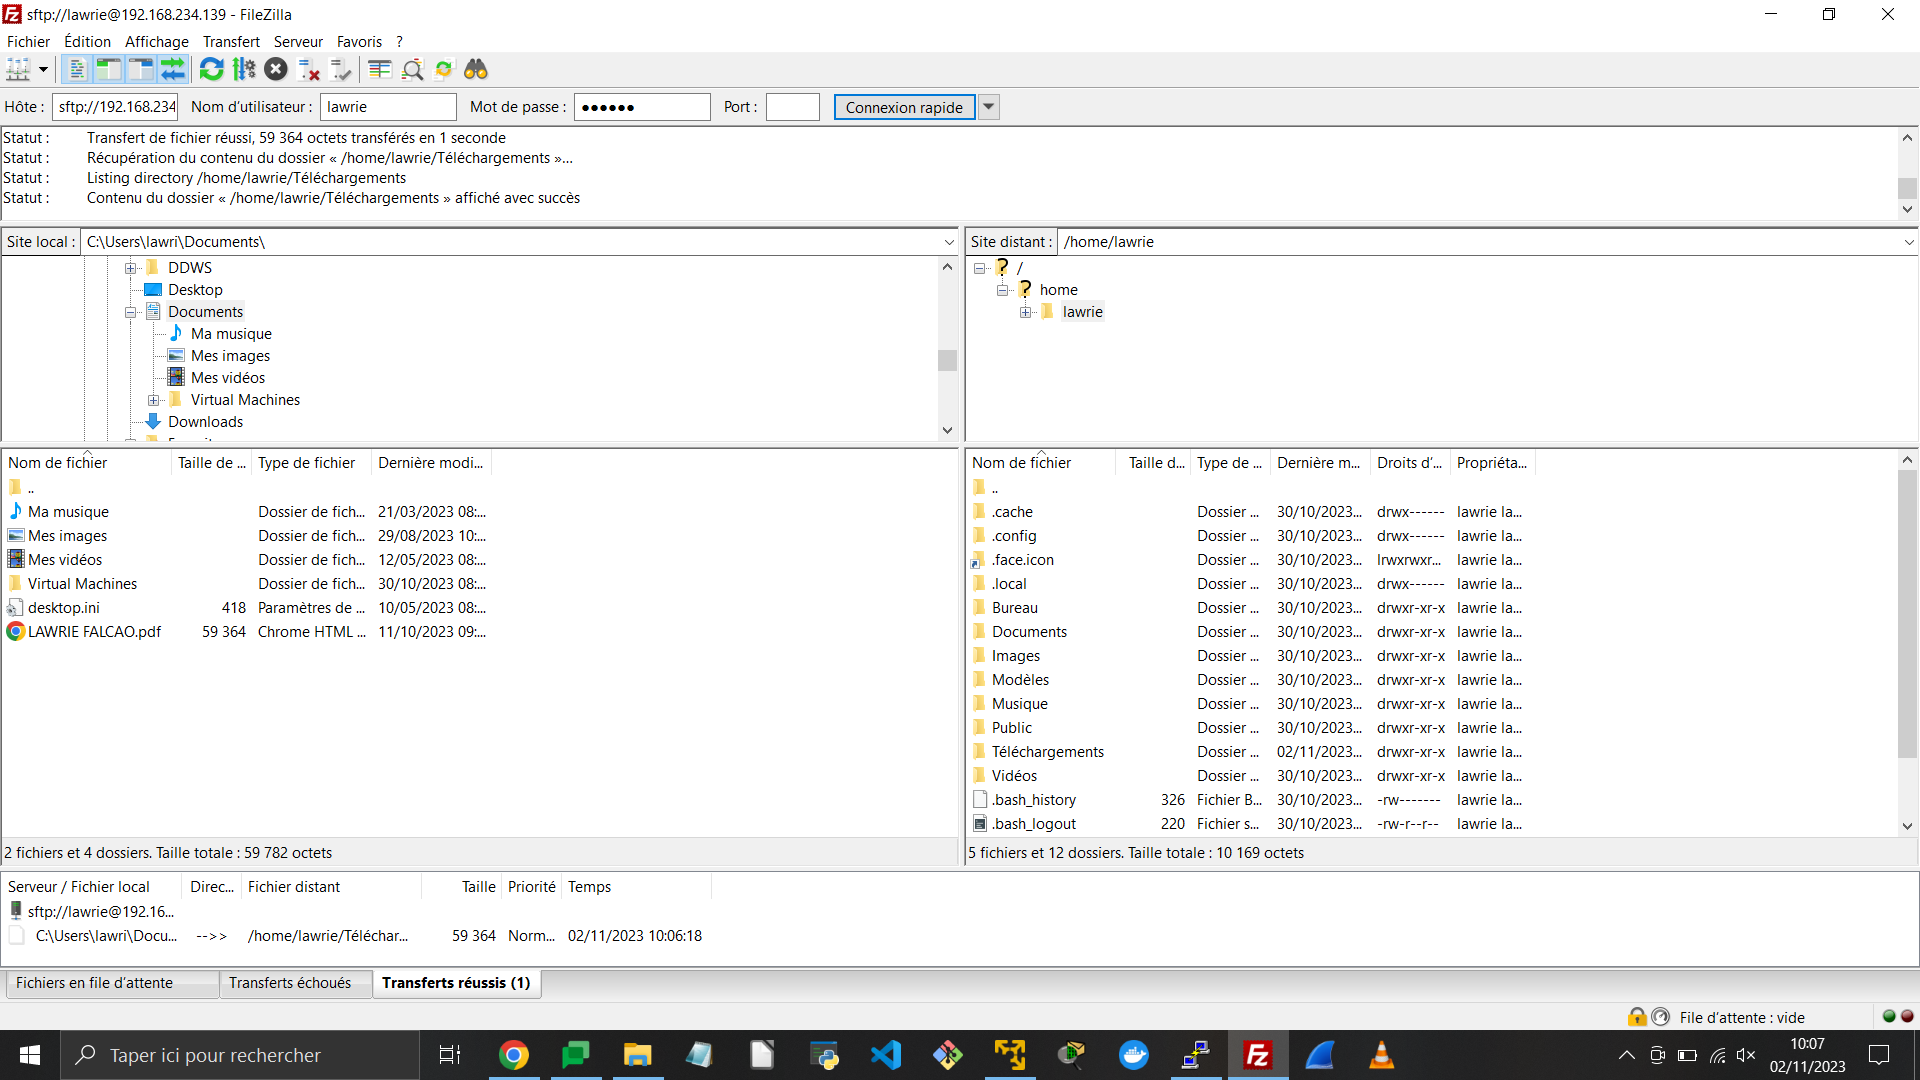 sftp://lawrie@192.168.234.139 - FileZilla
Fichier Édition Affichage Transfert Serveur Favoris ?
Hôte : sftp://192.168.234 Nom d'utilisateur : lawrie Mot de passe : ●●●●●● Port : Connexion rapide
Statut : Transfert de fichier réussi, 59 364 octets transférés en 1 seconde
Statut : Récupération du contenu du dossier « /home/lawrie/Téléchargements »...
Statut : Listing directory /home/lawrie/Téléchargements
Statut : Contenu du dossier « /home/lawrie/Téléchargements » affiché avec succès
Site local : C:\Users\lawri\Documents\
DDWS
Desktop
Documents
Ma musique
Mes images
Mes vidéos
Virtual Machines
Downloads
Site distant : /home/lawrie
/
home
lawrie
Nom de fichier Taille de ... Type de fichier Dernière modi...
..
Ma musique Dossier de fich... 21/03/2023 08:...
Mes images Dossier de fich... 29/08/2023 10:...
Mes vidéos Dossier de fich... 12/05/2023 08:...
Virtual Machines Dossier de fich... 30/10/2023 08:...
desktop.ini 418 Paramètres de ... 10/05/2023 08:...
LAWRIE FALCAO.pdf 59 364 Chrome HTML ... 11/10/2023 09:...
2 fichiers et 4 dossiers. Taille totale : 59 782 octets
Nom de fichier Taille d... Type de ... Dernière m... Droits d'... Propriéta...
..
.cache Dossier ... 30/10/2023... drwx------ lawrie la...
.config Dossier ... 30/10/2023... drwx------ lawrie la...
.face.icon Dossier ... 30/10/2023... lrwxrwxr... lawrie la...
.local Dossier ... 30/10/2023... drwx------ lawrie la...
Bureau Dossier ... 30/10/2023... drwxr-xr-x lawrie la...
Documents Dossier ... 30/10/2023... drwxr-xr-x lawrie la...
Images Dossier ... 30/10/2023... drwxr-xr-x lawrie la...
Modèles Dossier ... 30/10/2023... drwxr-xr-x lawrie la...
Musique Dossier ... 30/10/2023... drwxr-xr-x lawrie la...
Public Dossier ... 30/10/2023... drwxr-xr-x lawrie la...
Téléchargements Dossier ... 02/11/2023... drwxr-xr-x lawrie la...
Vidéos Dossier ... 30/10/2023... drwxr-xr-x lawrie la...
.bash_history 326 Fichier B... 30/10/2023... -rw------- lawrie la...
.bash_logout 220 Fichier s... 30/10/2023... -rw-r--r-- lawrie la...
5 fichiers et 12 dossiers. Taille totale : 10 169 octets
Serveur / Fichier local Direc... Fichier distant Taille Priorité Temps
sftp://lawrie@192.16...
C:\Users\lawri\Docu... -->> /home/lawrie/Téléchar... 59 364 Norm... 02/11/2023 10:06:18
Fichiers en file d'attente Transferts échoués Transferts réussis (1)
File d'attente : vide
Taper ici pour rechercher
10:07
02/11/2023